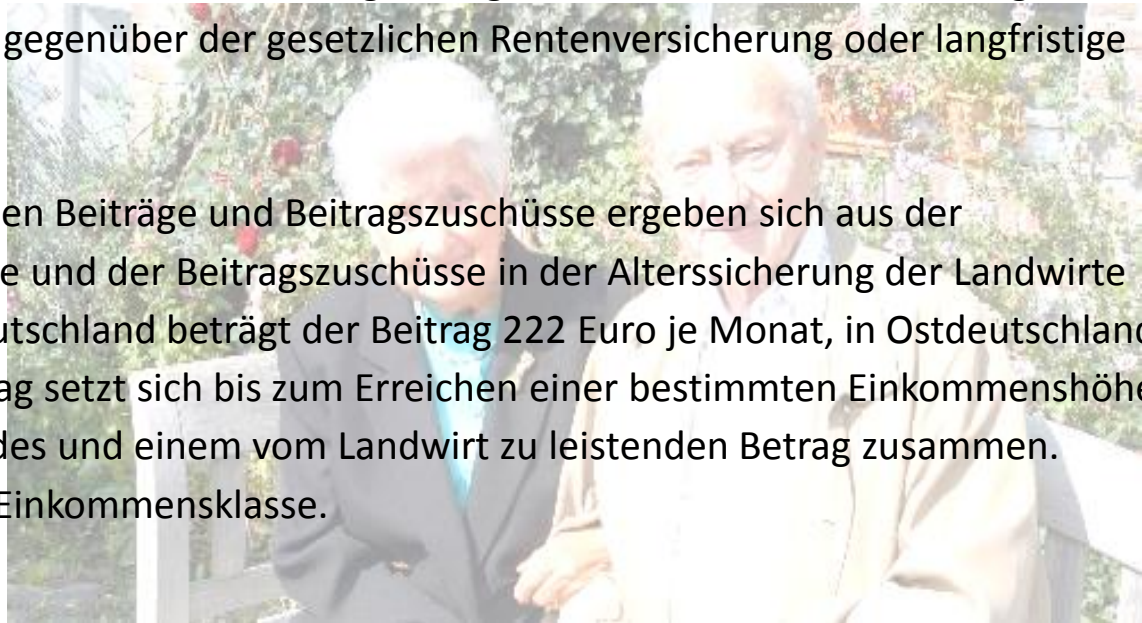 gegenüber der gesetzlichen Rentenversicherung oder langfristige
en Beiträge und Beitragszuschüsse ergeben sich aus der
e und der Beitragszuschüsse in der Alterssicherung der Landwirte
utschland beträgt der Beitrag 222 Euro je Monat, in Ostdeutschland
ag setzt sich bis zum Erreichen einer bestimmten Einkommenshöhe
des und einem vom Landwirt zu leistenden Betrag zusammen.
Einkommensklasse.